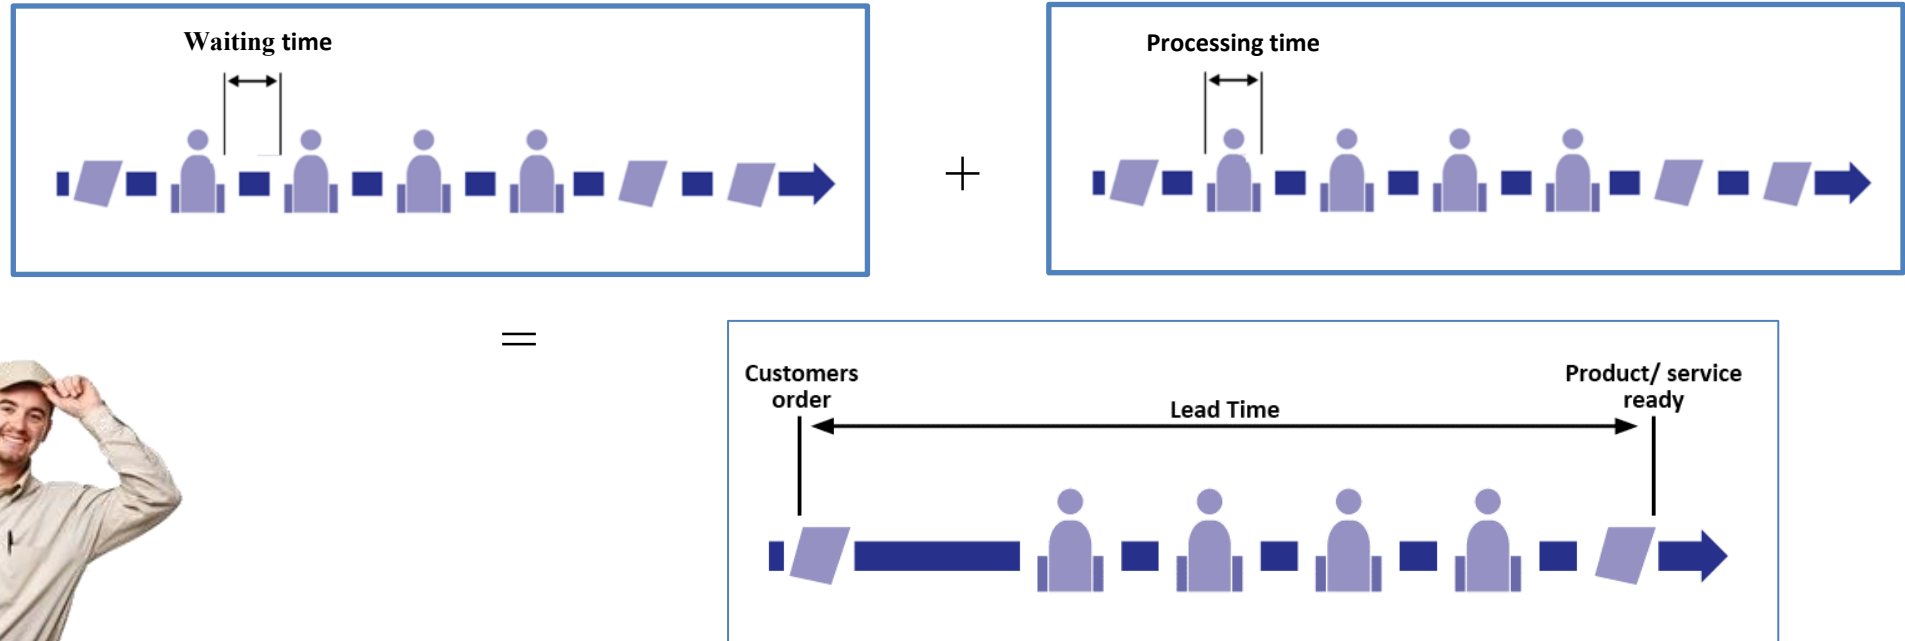 Waiting time
Processing time
+
=
Customers
order
Lead Time
Product/ service
ready